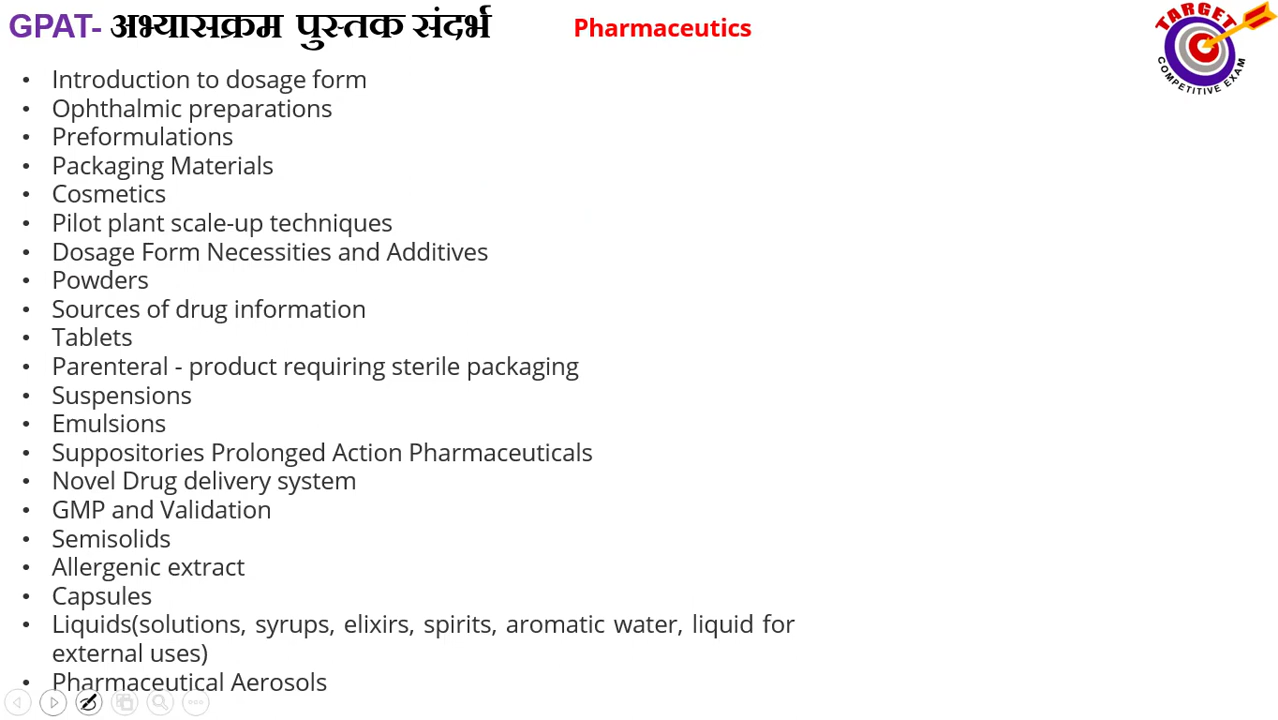 GPAT- अभ्यासक्रम पुस्तक संदर्भ Pharmaceutics
TARGET
COMPETITIVE EXAM
• Introduction to dosage form
• Ophthalmic preparations
• Preformulations
• Packaging Materials
• Cosmetics
• Pilot plant scale-up techniques
• Dosage Form Necessities and Additives
• Powders
• Sources of drug information
• Tablets
• Parenteral - product requiring sterile packaging
• Suspensions
• Emulsions
• Suppositories Prolonged Action Pharmaceuticals
• Novel Drug delivery system
• GMP and Validation
• Semisolids
• Allergenic extract
• Capsules
• Liquids(solutions, syrups, elixirs, spirits, aromatic water, liquid for
external uses)
• Pharmaceutical Aerosols